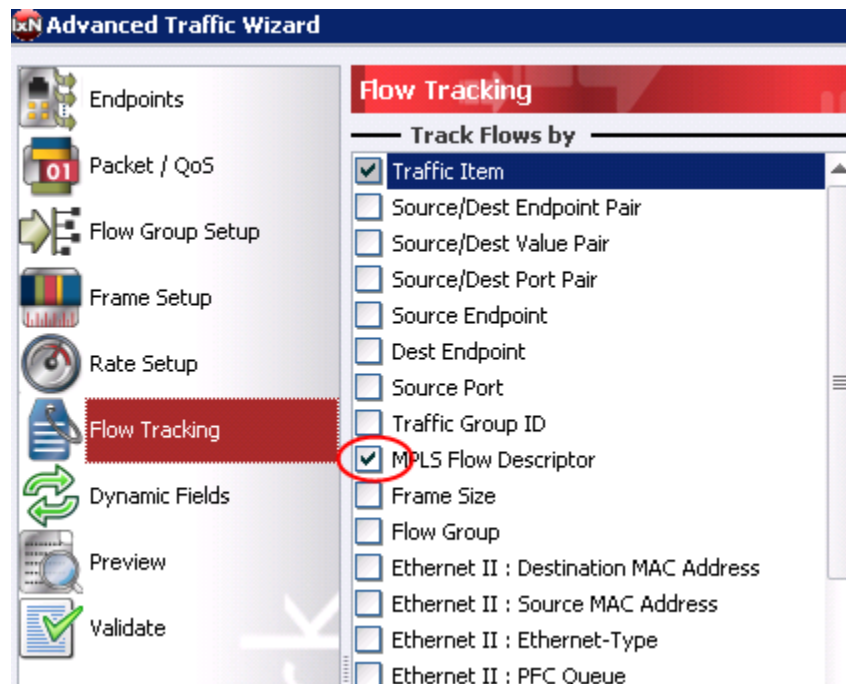 IxN Advanced Traffic Wizard
Endpoints
01 Packet / QoS
Flow Group Setup
Frame Setup
Rate Setup
Flow Tracking
Dynamic Fields
Preview
Validate
Flow Tracking
Track Flows by
Traffic Item
Source/Dest Endpoint Pair
Source/Dest Value Pair
Source/Dest Port Pair
Source Endpoint
Dest Endpoint
Source Port
Traffic Group ID
MPLS Flow Descriptor
Frame Size
Flow Group
Ethernet II : Destination MAC Address
Ethernet II : Source MAC Address
Ethernet II : Ethernet-Type
Ethernet II : PFC Queue